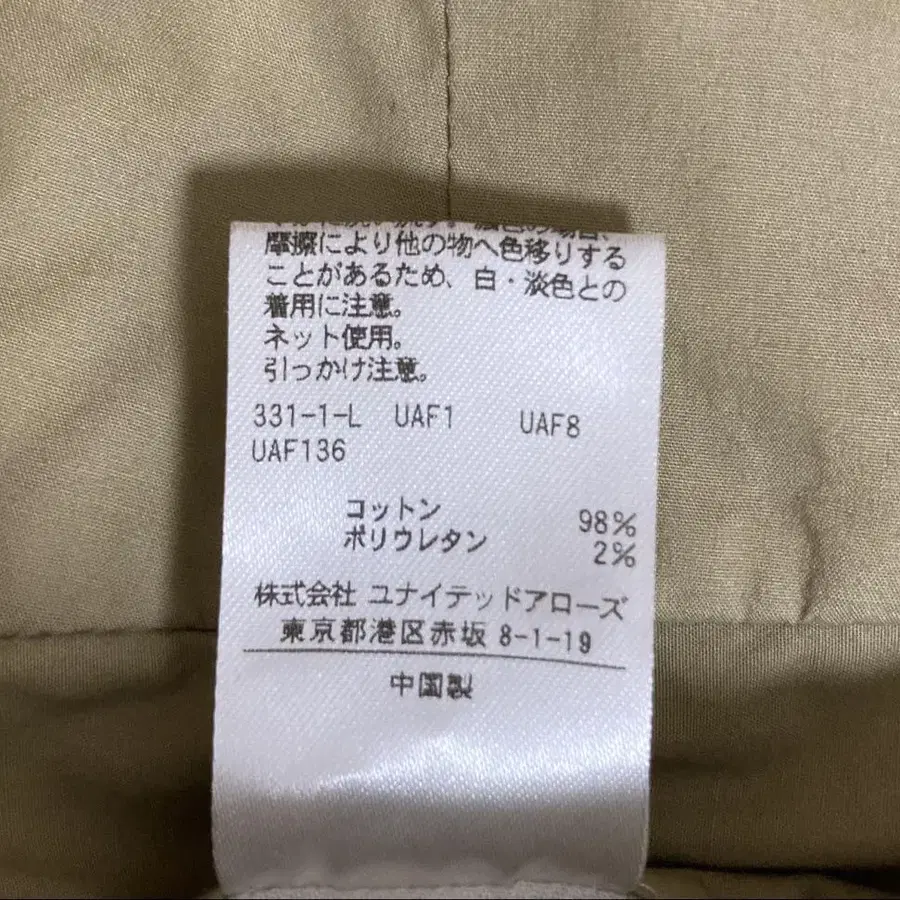 摩擦により他の物へ色移りする
ことがあるため、白・淡色との
着用に注意。
ネット使用。
引っかけ注意。
331-1-L UAF1 UAF8
UAF136
コットン 98%
ポリウレタン 2%
株式会社 ユナイテッドアローズ
東京都港区赤坂 8-1-19
中国製